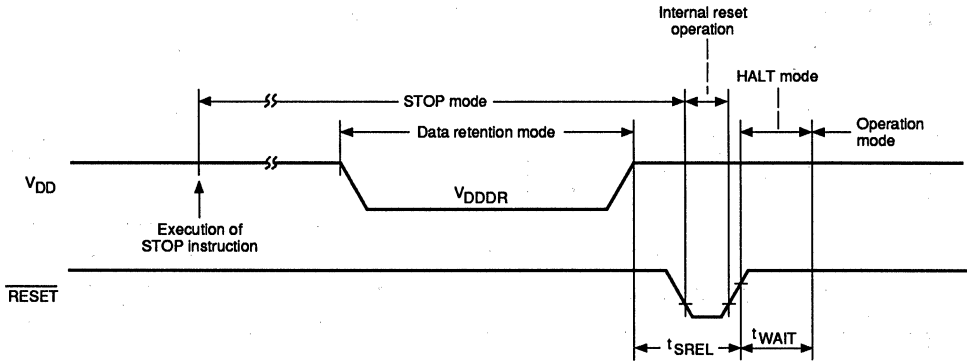 Internal reset
operation
HALT mode
STOP mode
Data retention mode
Operation
mode
VDD
VDDDR
Execution of
STOP instruction
RESET
tSREL
tWAIT